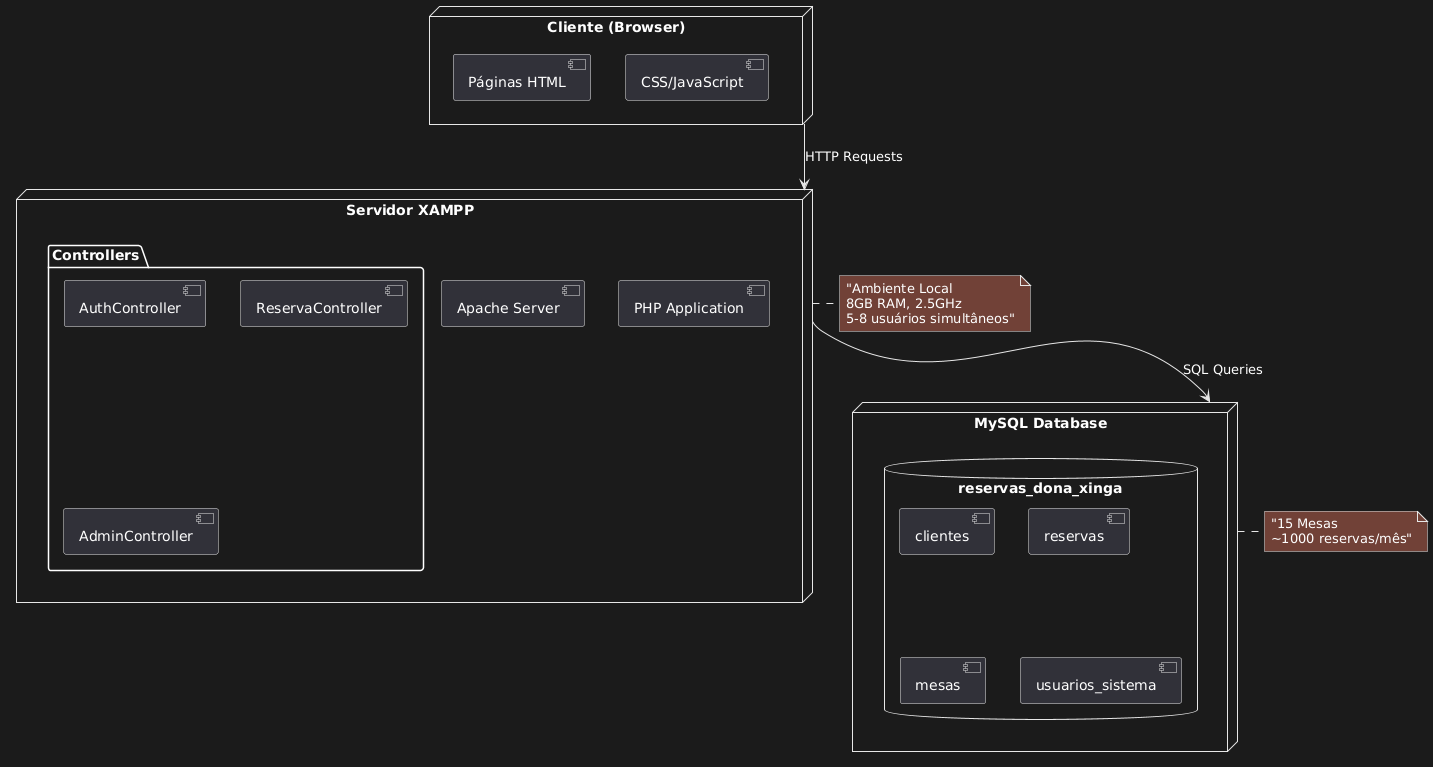 Cliente (Browser)
Páginas HTML
CSS/JavaScript
HTTP Requests
Servidor XAMPP
Controllers
AuthController
ReservaController
Apache Server
PHP Application
AdminController
"Ambiente Local
8GB RAM, 2.5GHz
5-8 usuários simultâneos"
SQL Queries
MySQL Database
reservas_dona_xinga
clientes
reservas
mesas
usuarios_sistema
"15 Mesas
~1000 reservas/mês"